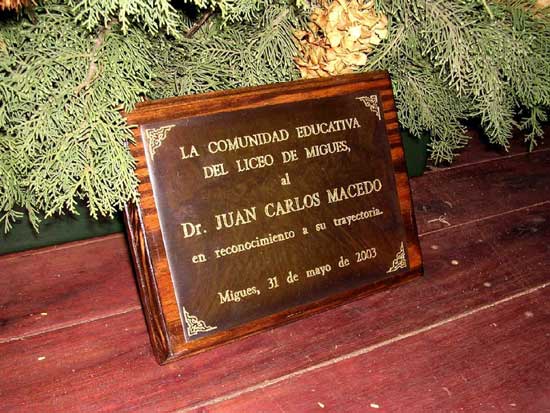 LA COMUNIDAD EDUCATIVA
DEL LICEO DE MIGUES,
al
Dr. JUAN CARLOS MACEDO
en reconocimiento a su trayectoria.
Migues, 31 de mayo de 2003